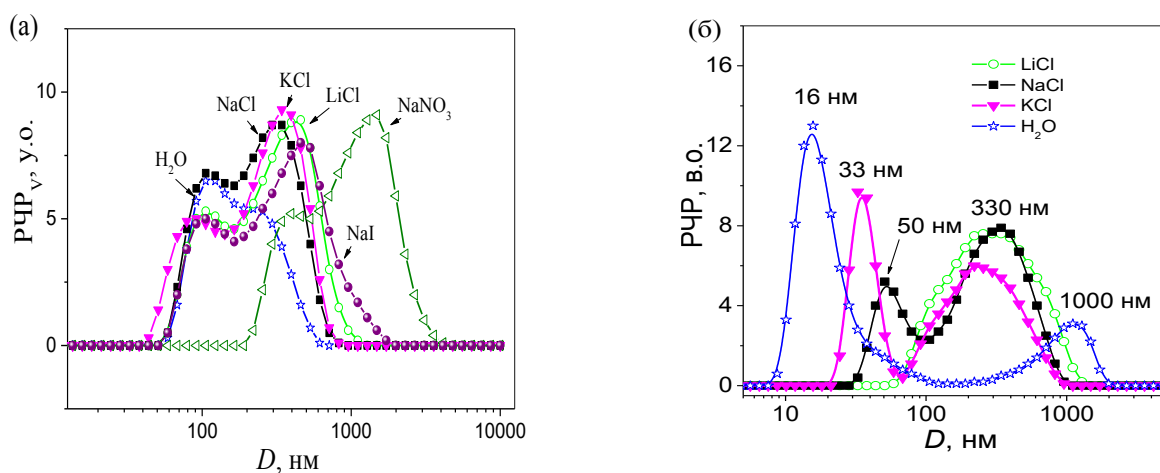 (а)
РЧР_V, у.о.
10
5
0
100
1000
10000
D, нм
H₂O
NaCl
KCl
LiCl
NaNO₃
NaI
(б)
РЧР, в.о.
16
12
8
4
0
10
100
1000
D, нм
LiCl
NaCl
KCl
H₂O
16 нм
33 нм
50 нм
330 нм
1000 нм